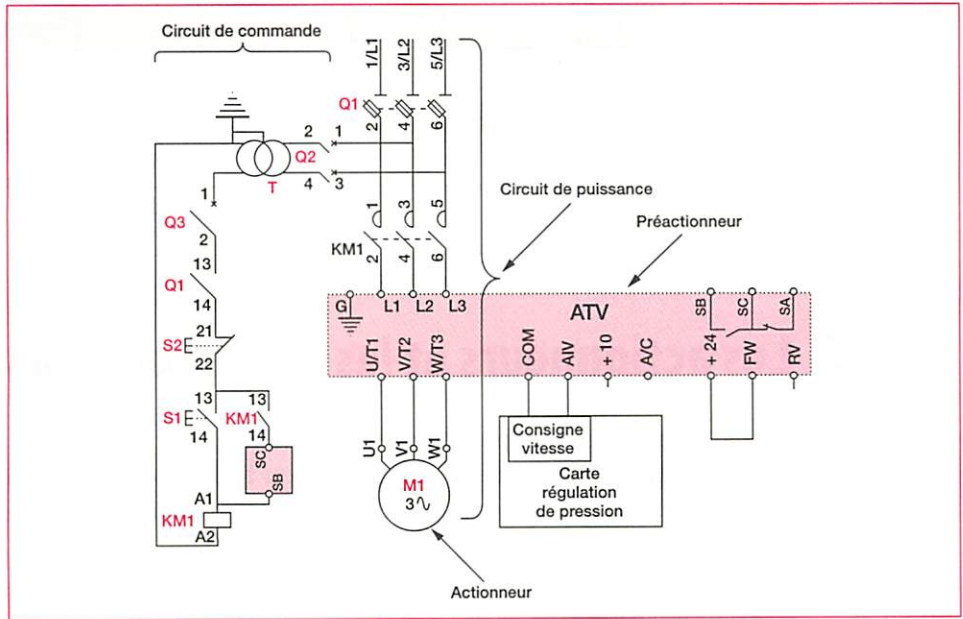 Circuit de commande
1/L1 3/L2 5/L3
Q1
2 4 6
2 1
Q2
4 3
T
1
Q3
2
13
Q1
14
21
S2
22
13
S1
14
13
KM1
14
SC
SB
A1
KM1
A2
1 3 5
KM1
2 4 6
Circuit de puissance
Préactionneur
G L1 L2 L3
ATV
SB SC SA
U/T1 V/T2 W/T3
COM AIV + 10 A/C + 24 FW RV
U1 V1 W1
M1
3∿
Consigne
vitesse
Carte
régulation
de pression
Actionneur